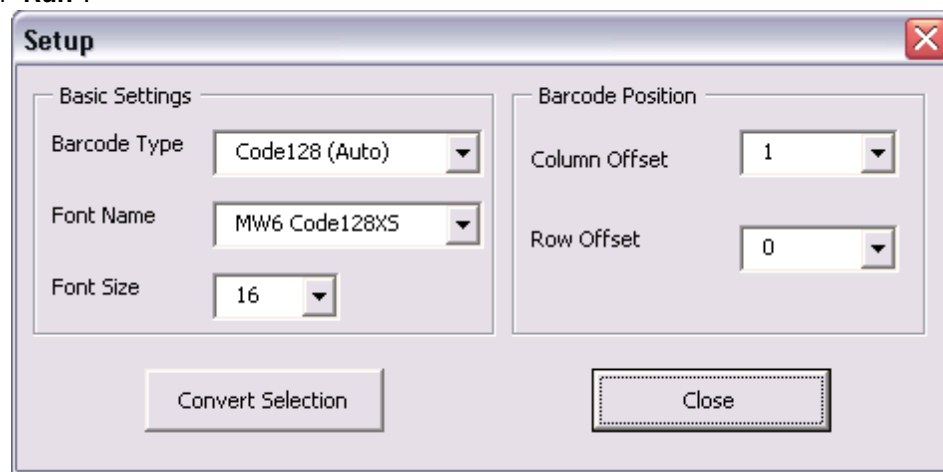 Setup
Basic Settings
Barcode Type Code128 (Auto)
Font Name MW6 Code128XS
Font Size 16
Barcode Position
Column Offset 1
Row Offset 0
Convert Selection
Close